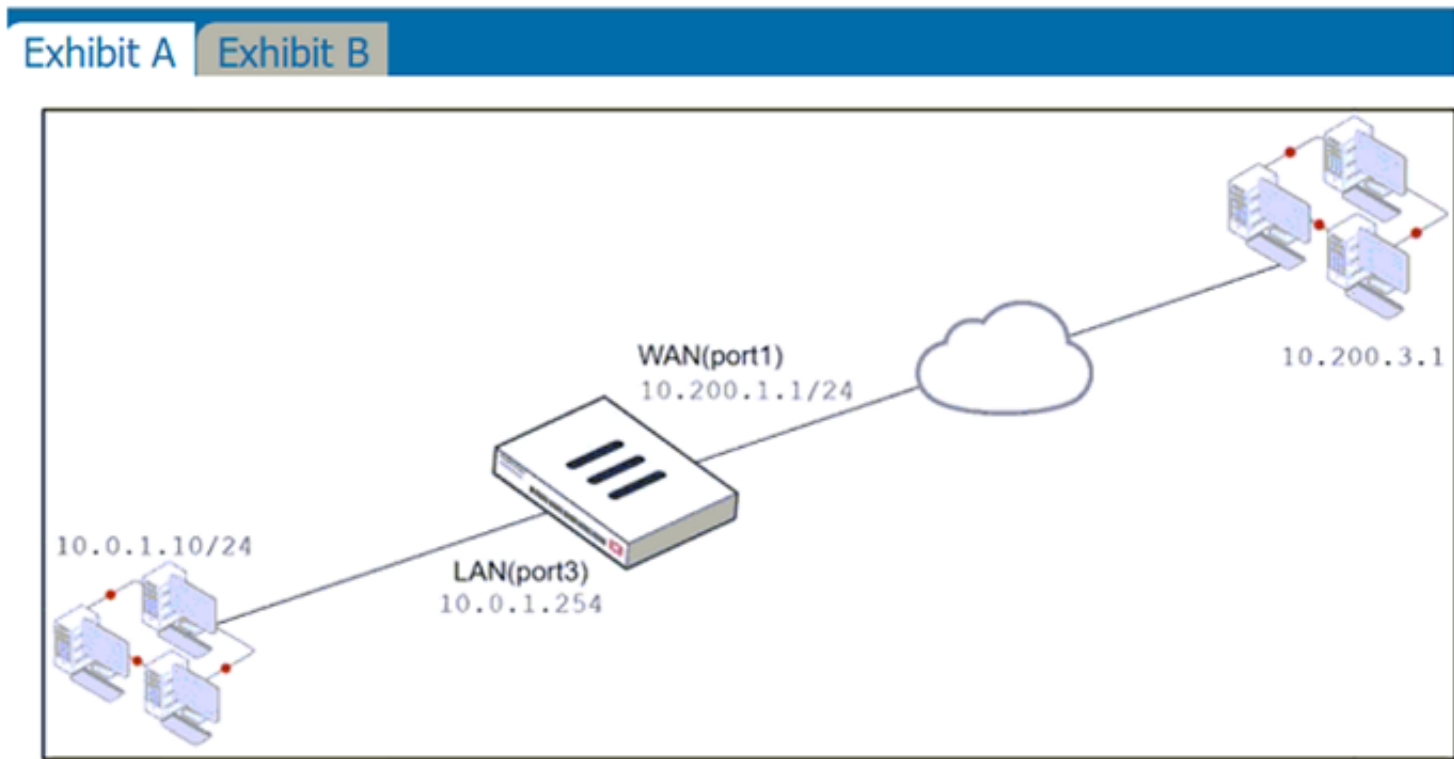 Exhibit A Exhibit B
WAN(port1)
10.200.1.1/24
10.200.3.1
10.0.1.10/24
LAN(port3)
10.0.1.254